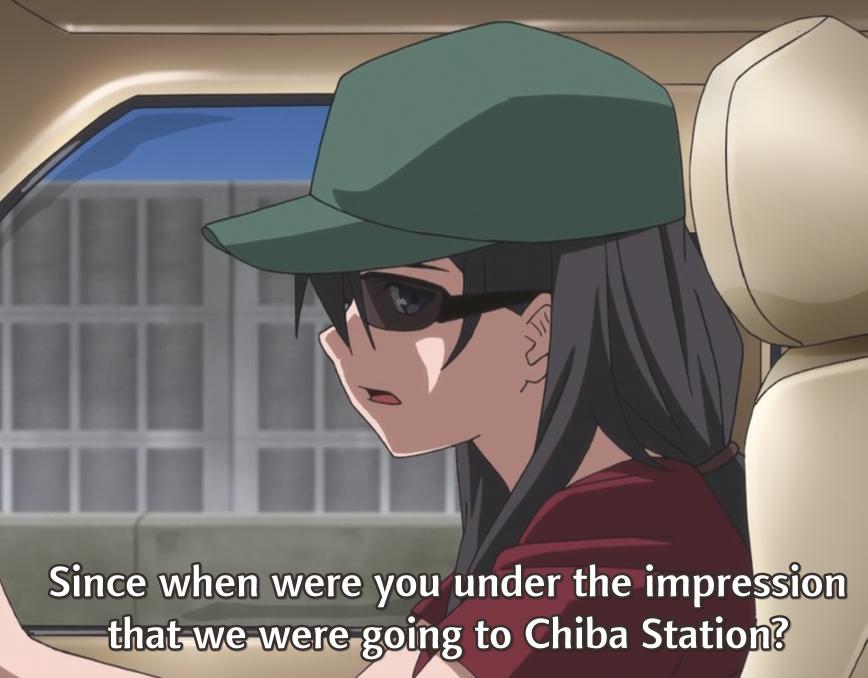 Since when were you under the impression
that we were going to Chiba Station?